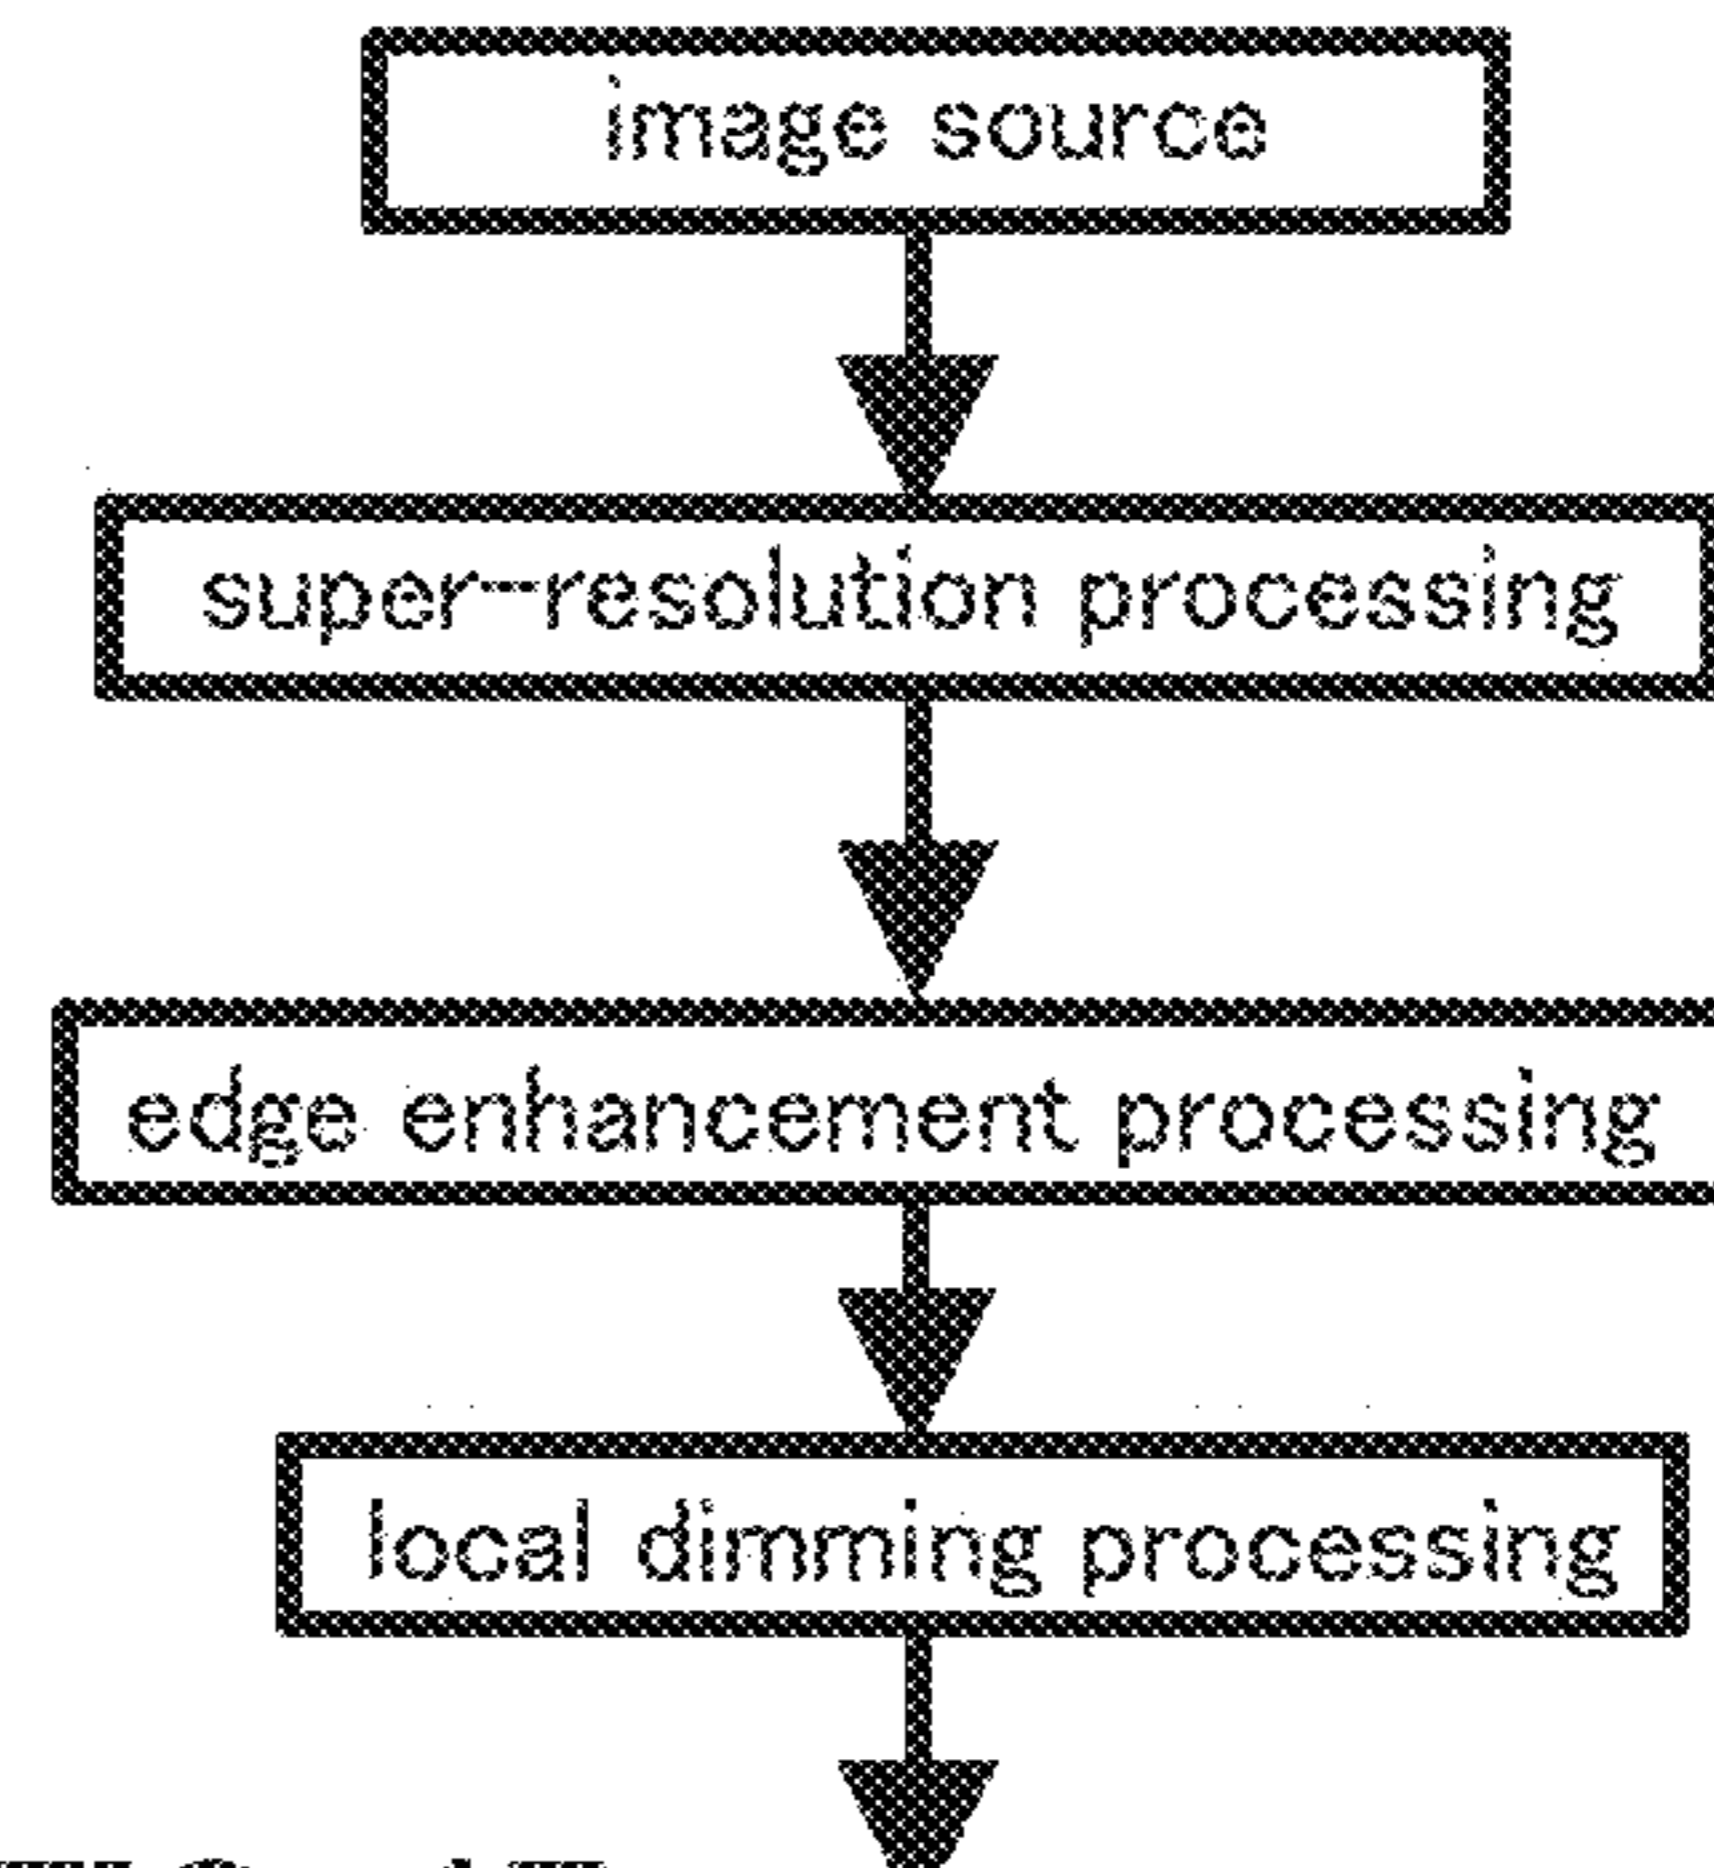 image source
super-resolution processing
edge enhancement processing
local dimming processing